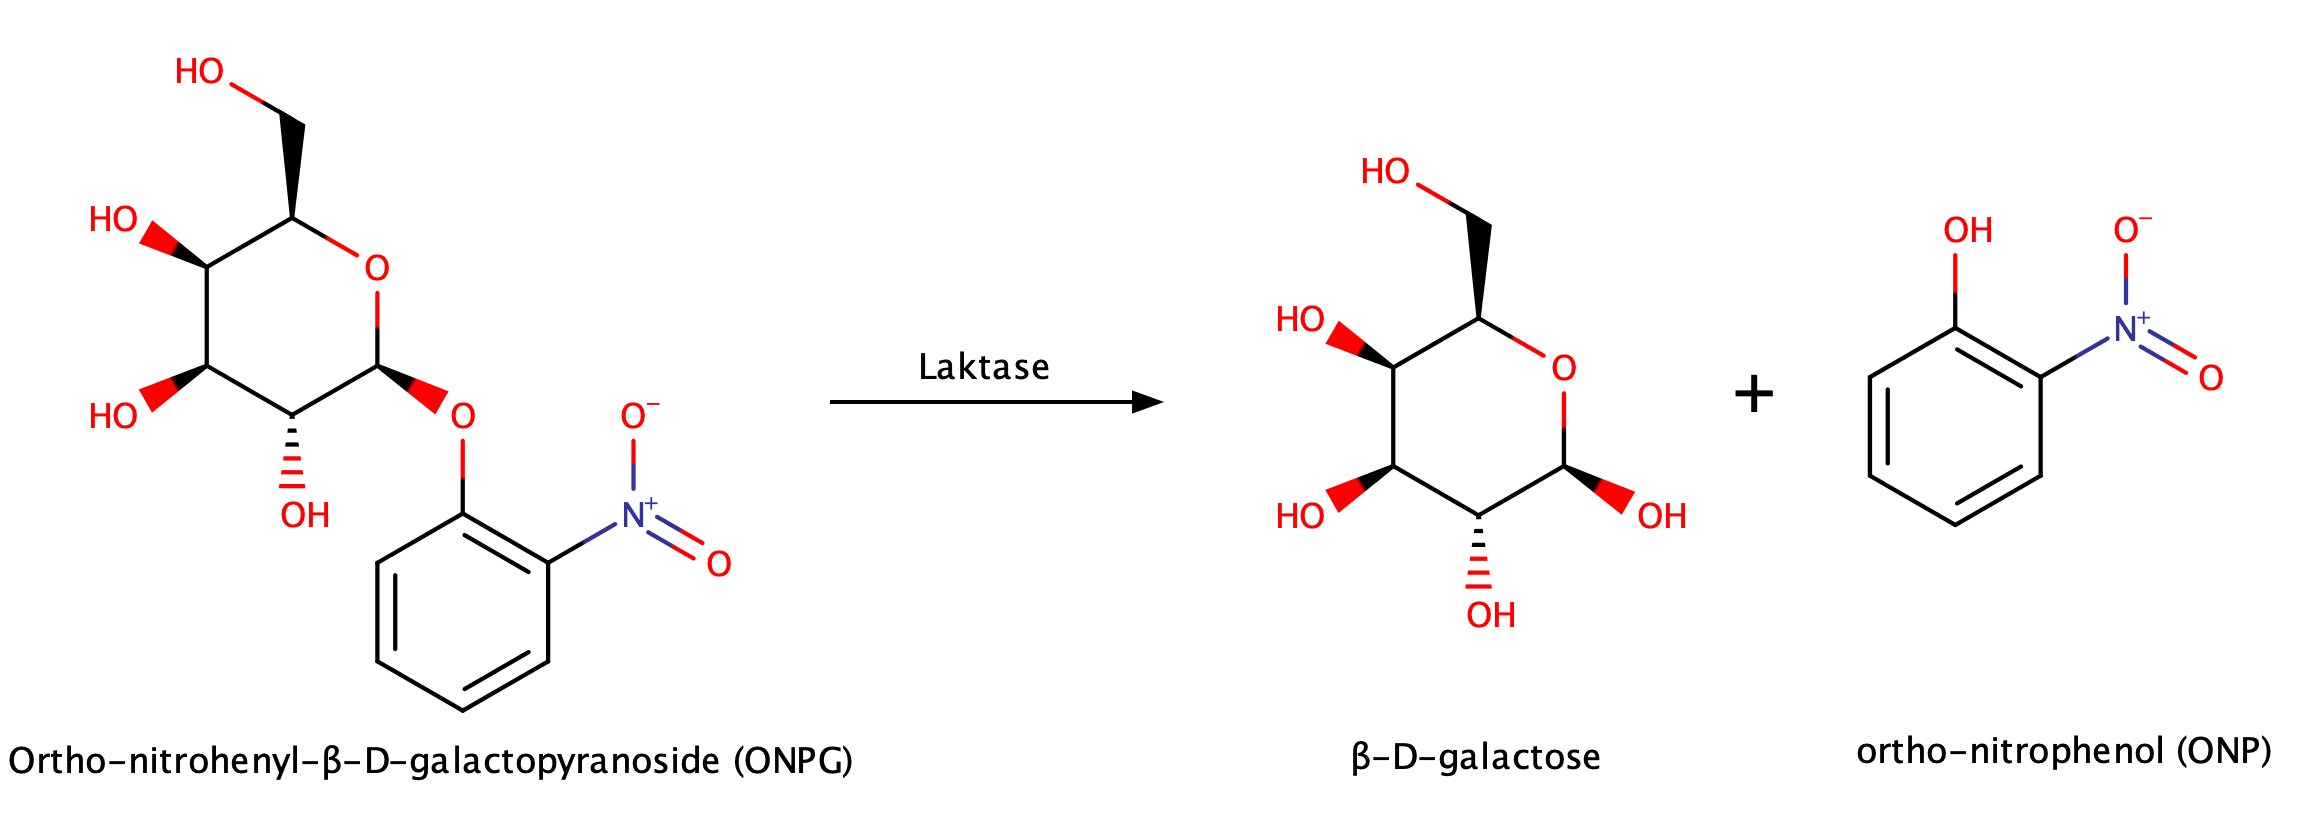 HO
HO
O
HO
O
OH
O⁻
N⁺
O
Ortho-nitrohenyl-β-D-galactopyranoside (ONPG)
Laktase
HO
HO
O
HO
OH
OH
β-D-galactose
+
OH
O⁻
N⁺
O
ortho-nitrophenol (ONP)